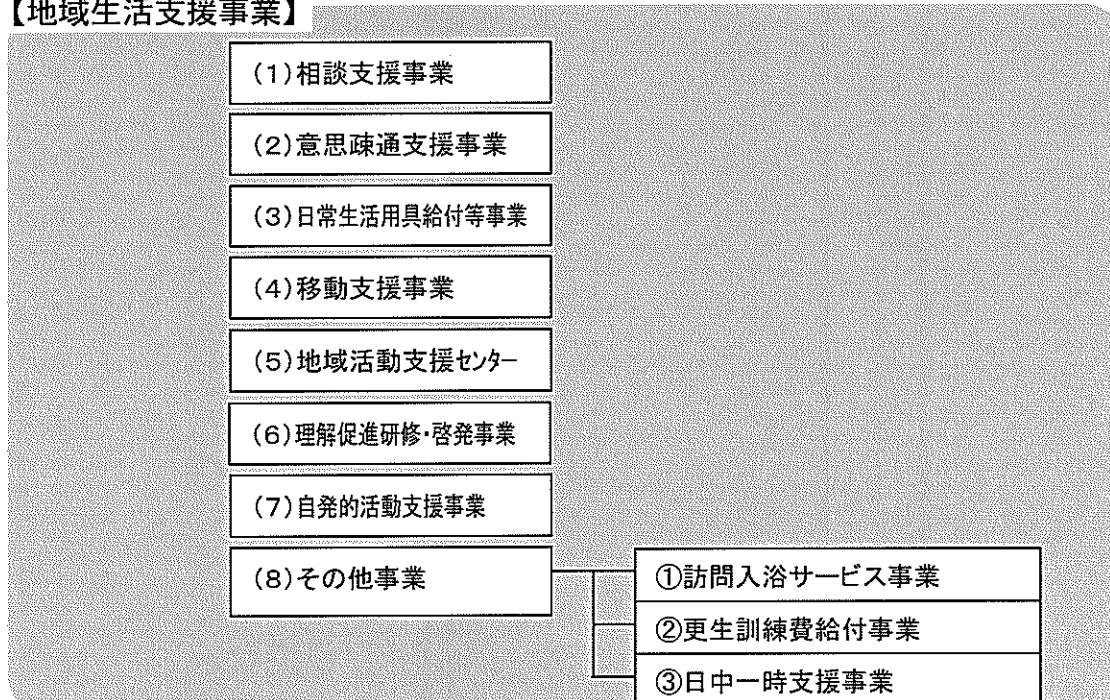 【地域生活支援事業】
(1)相談支援事業
(2)意思疎通支援事業
(3)日常生活用具給付等事業
(4)移動支援事業
(5)地域活動支援センター
(6)理解促進研修・啓発事業
(7)自発的活動支援事業
(8)その他事業
①訪問入浴サービス事業
②更生訓練費給付事業
③日中一時支援事業